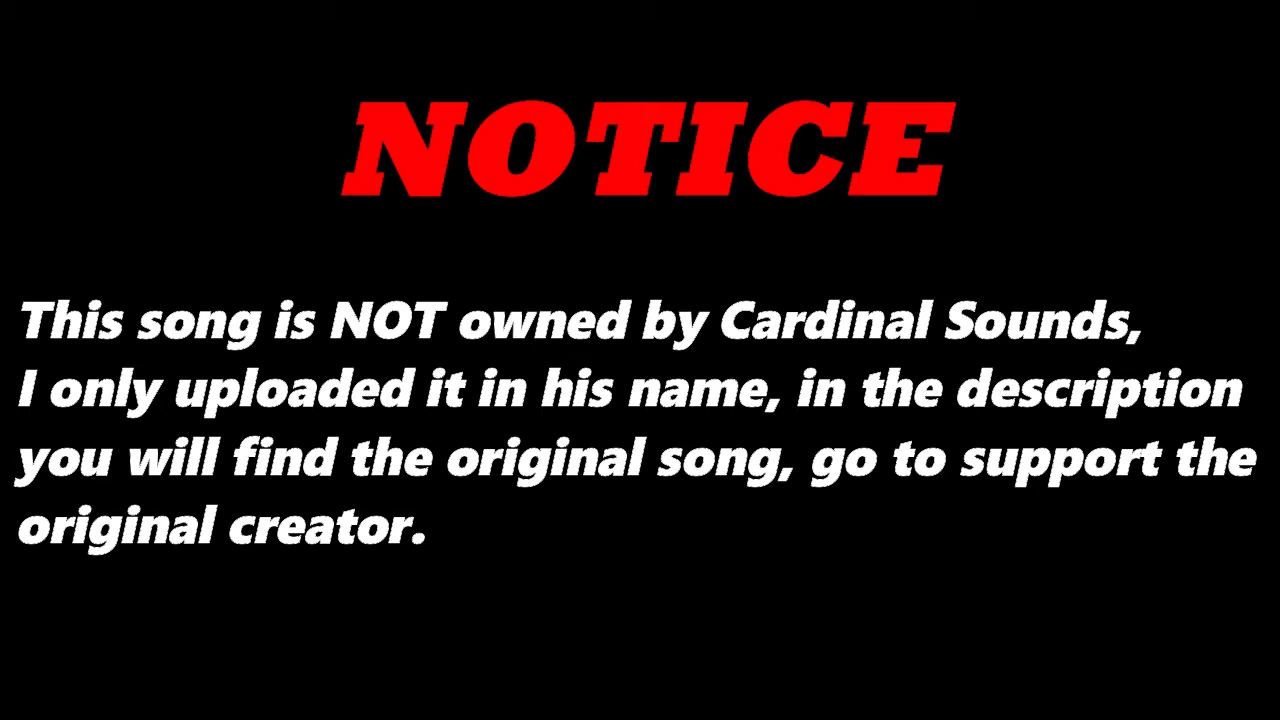 NOTICE
This song is NOT owned by Cardinal Sounds,
I only uploaded it in his name, in the description
you will find the original song, go to support the
original creator.